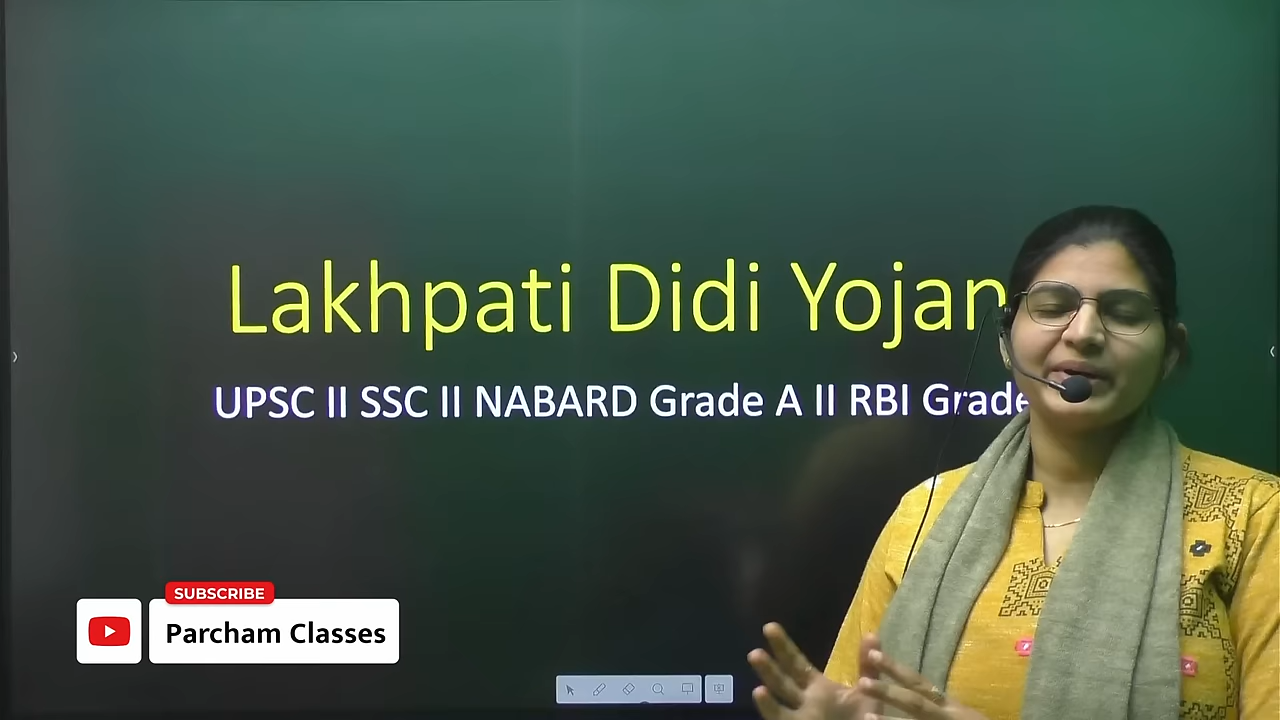 Lakhpati Didi Yojan
UPSC II SSC II NABARD Grade A II RBI Grade
SUBSCRIBE
Parcham Classes